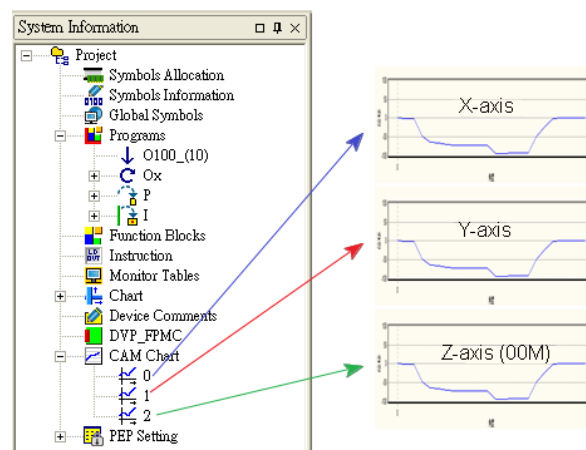 System Information
Project
Symbols Allocation
Symbols Information
Global Symbols
Programs
O100_(10)
Ox
P
I
Function Blocks
Instruction
Monitor Tables
Chart
Device Comments
DVP_FPMC
CAM Chart
0
1
2
PEP Setting
X-axis
Y-axis
Z-axis (00M)